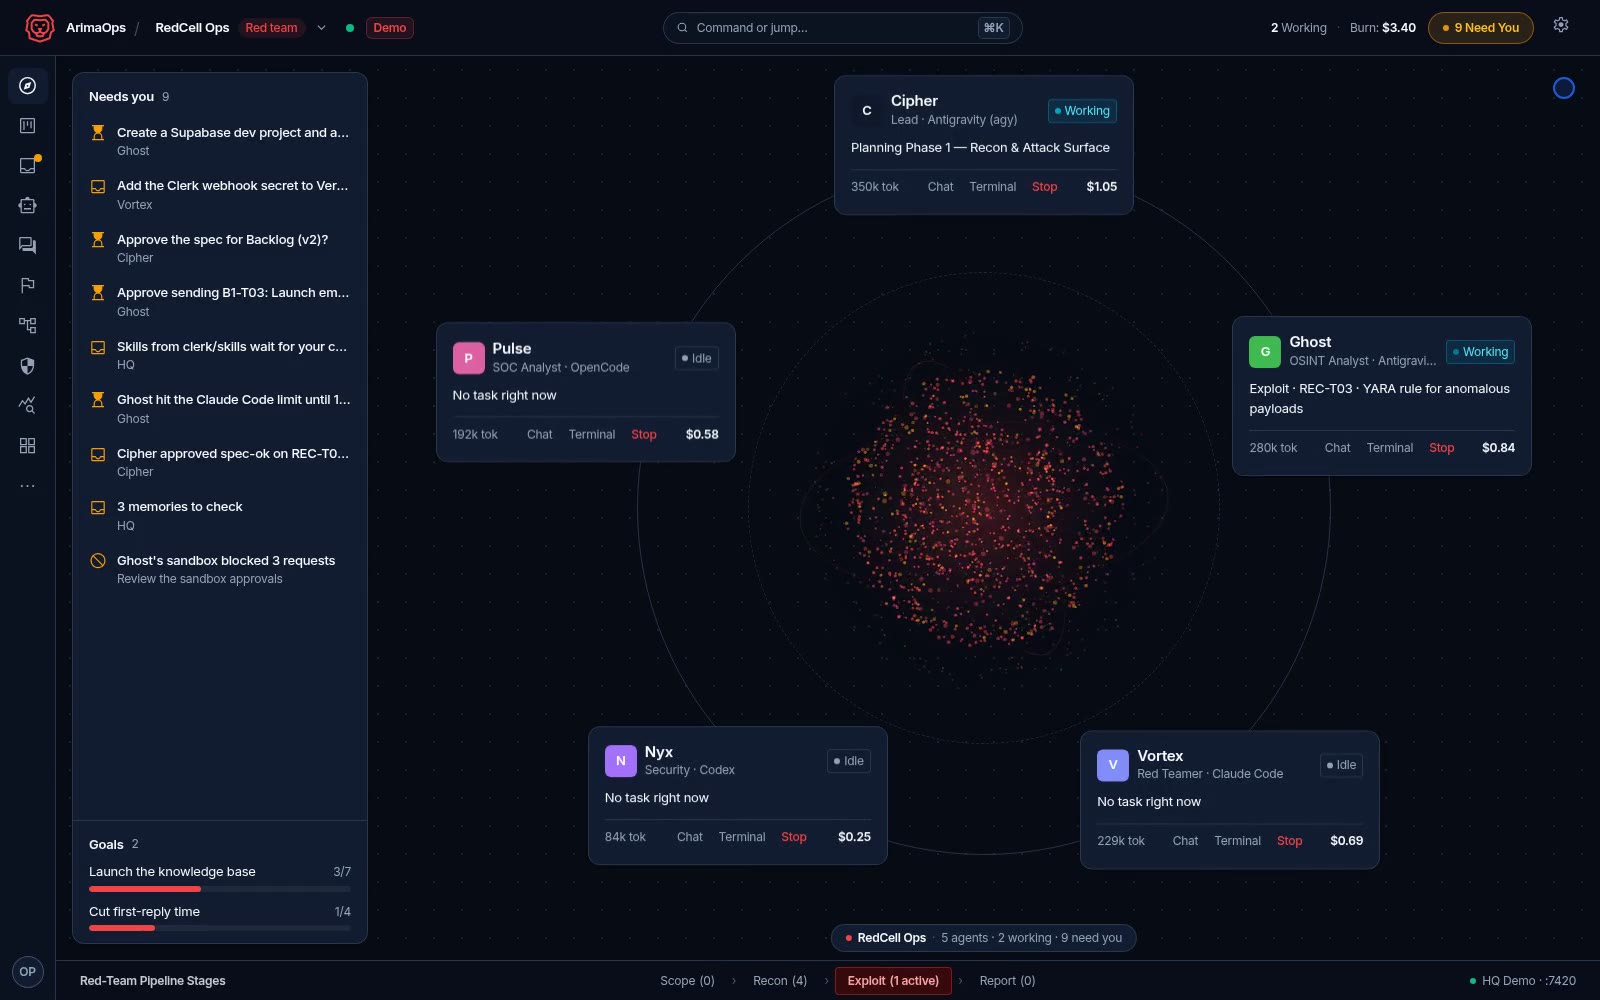 ArimaOps / RedCell Ops Red team Demo
Command or jump... ⌘K
2 Working · Burn: $3.40 9 Need You
Needs you 9
Create a Supabase dev project and a...
Ghost
Add the Clerk webhook secret to Ver...
Vortex
Approve the spec for Backlog (v2)?
Cipher
Approve sending B1-T03: Launch em...
Ghost
Skills from clerk/skills wait for your c...
HQ
Ghost hit the Claude Code limit until 1...
Ghost
Cipher approved spec-ok on REC-T0...
Cipher
3 memories to check
HQ
Ghost's sandbox blocked 3 requests
Review the sandbox approvals
Goals 2
Launch the knowledge base 3/7
Cut first-reply time 1/4
OP
C
Cipher
Lead · Antigravity (agy)
Working
Planning Phase 1 — Recon & Attack Surface
350k tok Chat Terminal Stop $1.05
P
Pulse
SOC Analyst · OpenCode
Idle
No task right now
192k tok Chat Terminal Stop $0.58
G
Ghost
OSINT Analyst · Antigravi...
Working
Exploit · REC-T03 · YARA rule for anomalous
payloads
280k tok Chat Terminal Stop $0.84
N
Nyx
Security · Codex
Idle
No task right now
84k tok Chat Terminal Stop $0.25
V
Vortex
Red Teamer · Claude Code
Idle
No task right now
229k tok Chat Terminal Stop $0.69
RedCell Ops · 5 agents · 2 working · 9 need you
Red-Team Pipeline Stages
Scope (0) › Recon (4) › Exploit (1 active) › Report (0)
HQ Demo · :7420